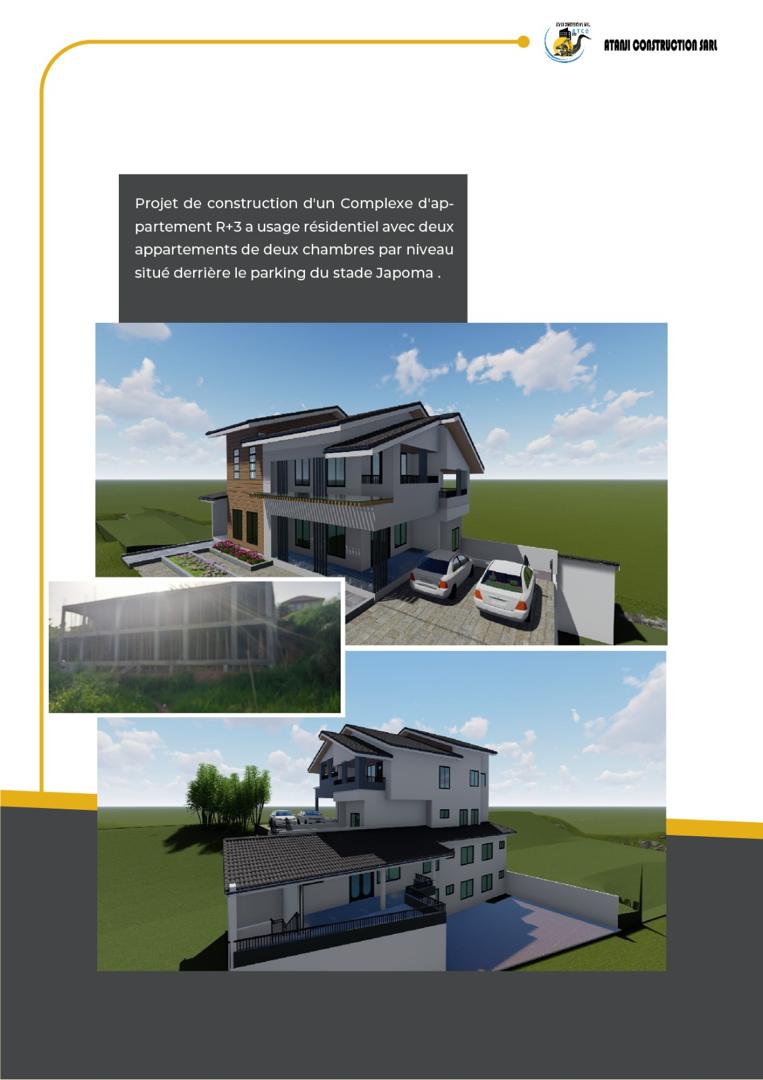 ATANJI CONSTRUCTION SARL
Projet de construction d'un Complexe d'ap-
partement R+3 a usage résidentiel avec deux
appartements de deux chambres par niveau
situé derrière le parking du stade Japoma .